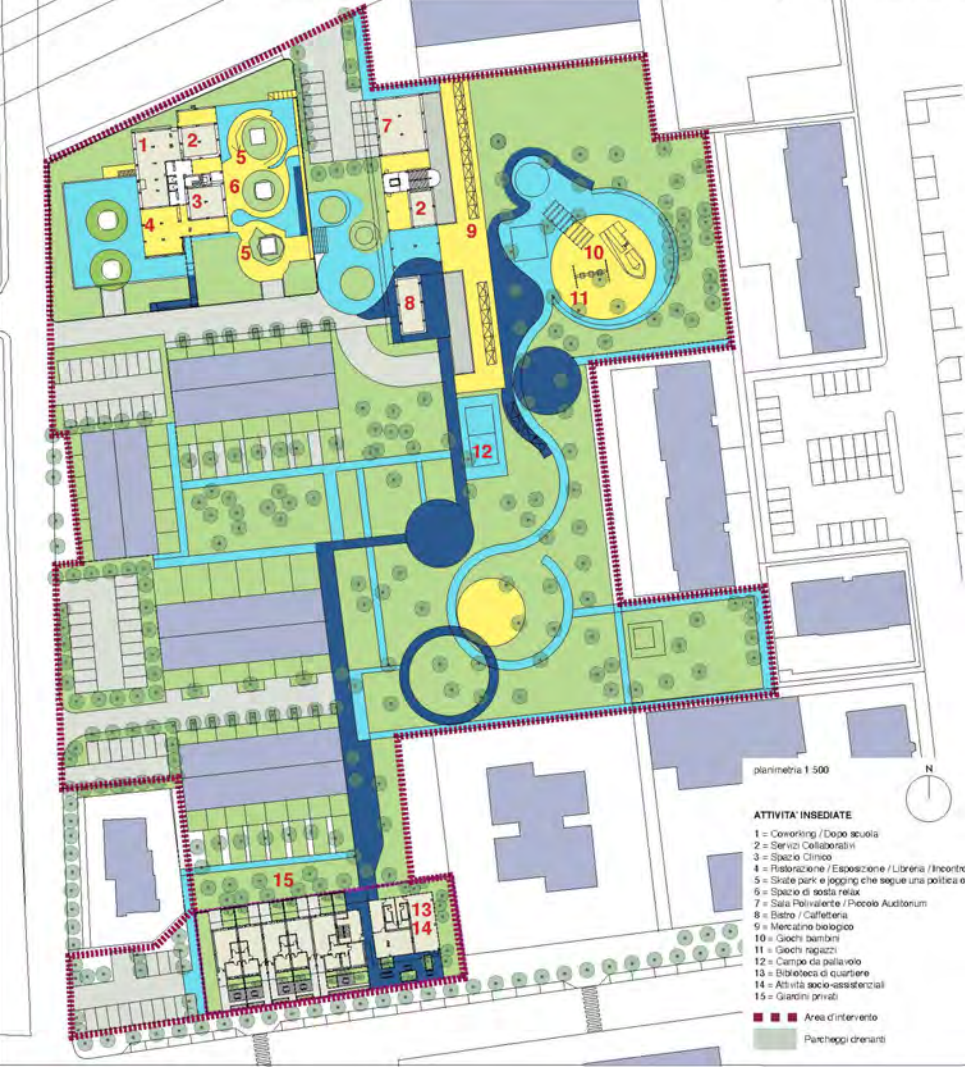 1
2
5
6
3
4
5
7
2
9
8
10
11
12
15
13
14
planimetria 1:500
N
ATTIVITA' INSEDIATE
1 = Coworking / Dopo scuola
2 = Servizi Collaborativi
3 = Spazio Clinico
4 = Ristorazione / Esposizione / Libreria / Incontro
5 = Skate park e jogging che segue una politica
6 = Spazio di sosta relax
7 = Sala Polivalente / Piccolo Auditorium
8 = Bistro / Caffetteria
9 = Mercatino biologico
10 = Giochi bambini
11 = Giochi ragazzi
12 = Campo da pallavolo
13 = Biblioteca di quartiere
14 = Attività socio-assistenziali
15 = Giardini privati
Area d'intervento
Parcheggi drenanti